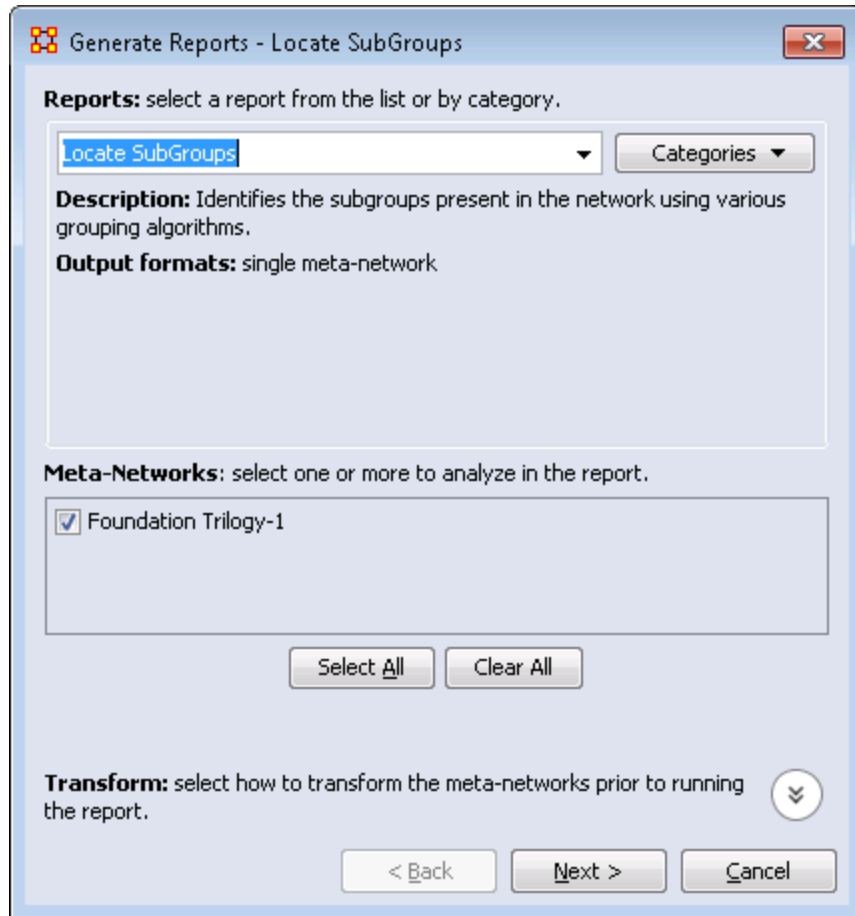 Generate Reports - Locate SubGroups
Reports: select a report from the list or by category.
Locate SubGroups
Categories
Description: Identifies the subgroups present in the network using various
grouping algorithms.
Output formats: single meta-network
Meta-Networks: select one or more to analyze in the report.
Foundation Trilogy-1
Select All Clear All
Transform: select how to transform the meta-networks prior to running
the report.
< Back Next > Cancel